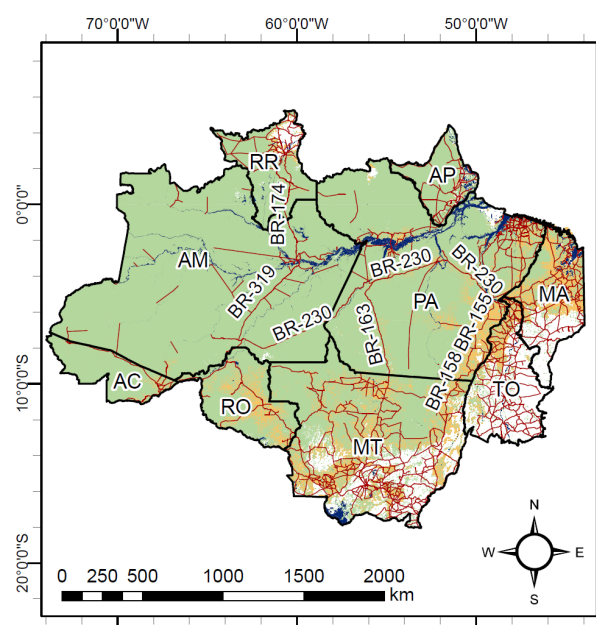 70°0'0"W 60°0'0"W 50°0'0"W
0°0'0"
10°0'0"S
20°0'0"S
RR
AP
BR-174
AM
BR-319
BR-230
BR-230
BR-230
PA
MA
BR-163
BR-155
BR-158
AC
RO
TO
MT
N
W E
S
0 250 500 1000 1500 2000
km